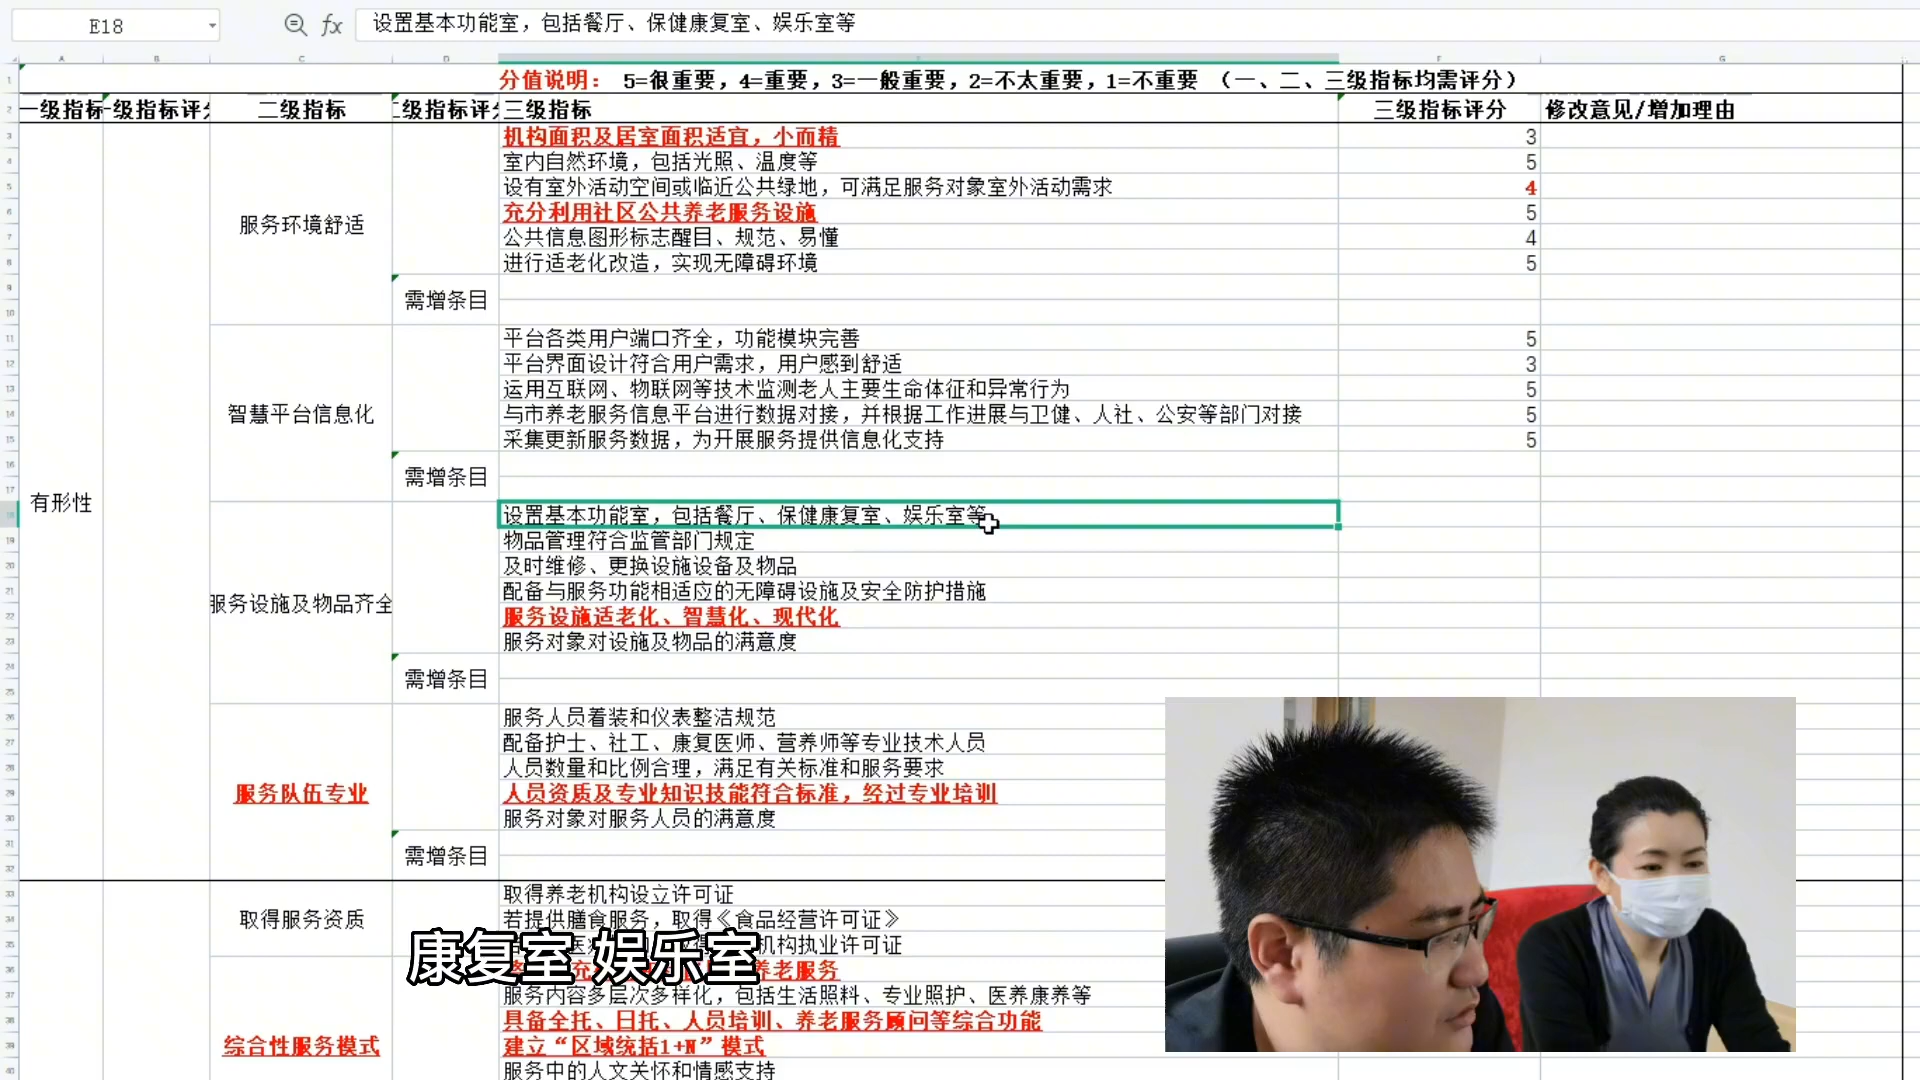 E18
fx
设置基本功能室，包括餐厅、保健康复室、娱乐室等
分值说明： 5=很重要，4=重要，3=一般重要，2=不太重要，1=不重要 （一、二、三级指标均需评分）
一级指标 一级指标评分 二级指标 二级指标评分 三级指标 三级指标评分 修改意见/增加理由
机构面积及居室面积适宜，小而精 3
室内自然环境，包括光照、温度等 5
设有室外活动空间或临近公共绿地，可满足服务对象室外活动需求 4
充分利用社区公共养老服务设施 5
服务环境舒适
公共信息图形标志醒目、规范、易懂 4
进行适老化改造，实现无障碍环境 5
需增条目
平台各类用户端口齐全，功能模块完善 5
平台界面设计符合用户需求，用户感到舒适 3
运用互联网、物联网等技术监测老人主要生命体征和异常行为 5
智慧平台信息化
与市养老服务信息平台进行数据对接，并根据工作进展与卫健、人社、公安等部门对接 5
采集更新服务数据，为开展服务提供信息化支持 5
需增条目
有形性
设置基本功能室，包括餐厅、保健康复室、娱乐室等
物品管理符合监管部门规定
及时维修、更换设施设备及物品
配备与服务功能相适应的无障碍设施及安全防护措施
服务设施及物品齐全
服务设施适老化、智慧化、现代化
服务对象对设施及物品的满意度
需增条目
服务人员着装和仪表整洁规范
配备护士、社工、康复医师、营养师等专业技术人员
人员数量和比例合理，满足有关标准和服务要求
服务队伍专业
人员资质及专业知识技能符合标准，经过专业培训
服务对象对服务人员的满意度
需增条目
取得养老机构设立许可证
取得服务资质
若提供膳食服务，取得《食品经营许可证》
机构执业许可证
康复室 娱乐室
养老服务
服务内容多层次多样化，包括生活照料、专业照护、医养康养等
具备全托、日托、人员培训、养老服务顾问等综合功能
综合性服务模式
建立“区域统括1+N”模式
服务中的人文关怀和情感支持